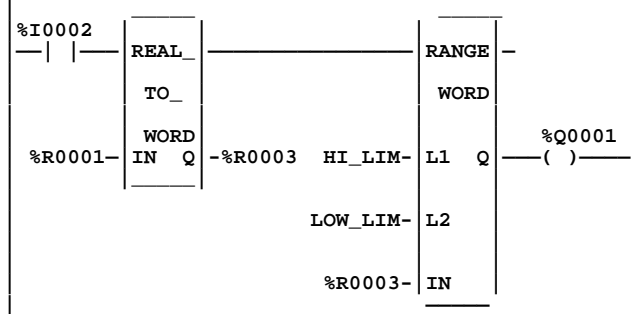 %I0002
REAL_ RANGE
TO_ WORD
WORD %Q0001
%R0001 IN Q %R0003 HI_LIM L1 Q ( )
LOW_LIM L2
%R0003 IN